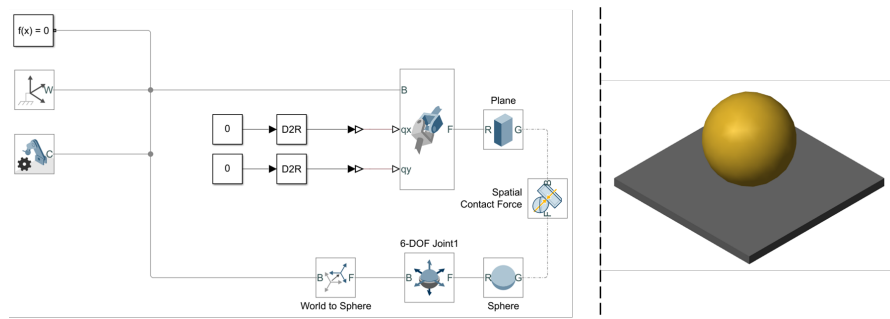 f(x) = 0
W
C
0
D2R
0
D2R
B
qx
qy
F
Plane
R
G
B
Spatial
Contact Force
F
6-DOF Joint1
B
F
B
F
R
G
World to Sphere
Sphere